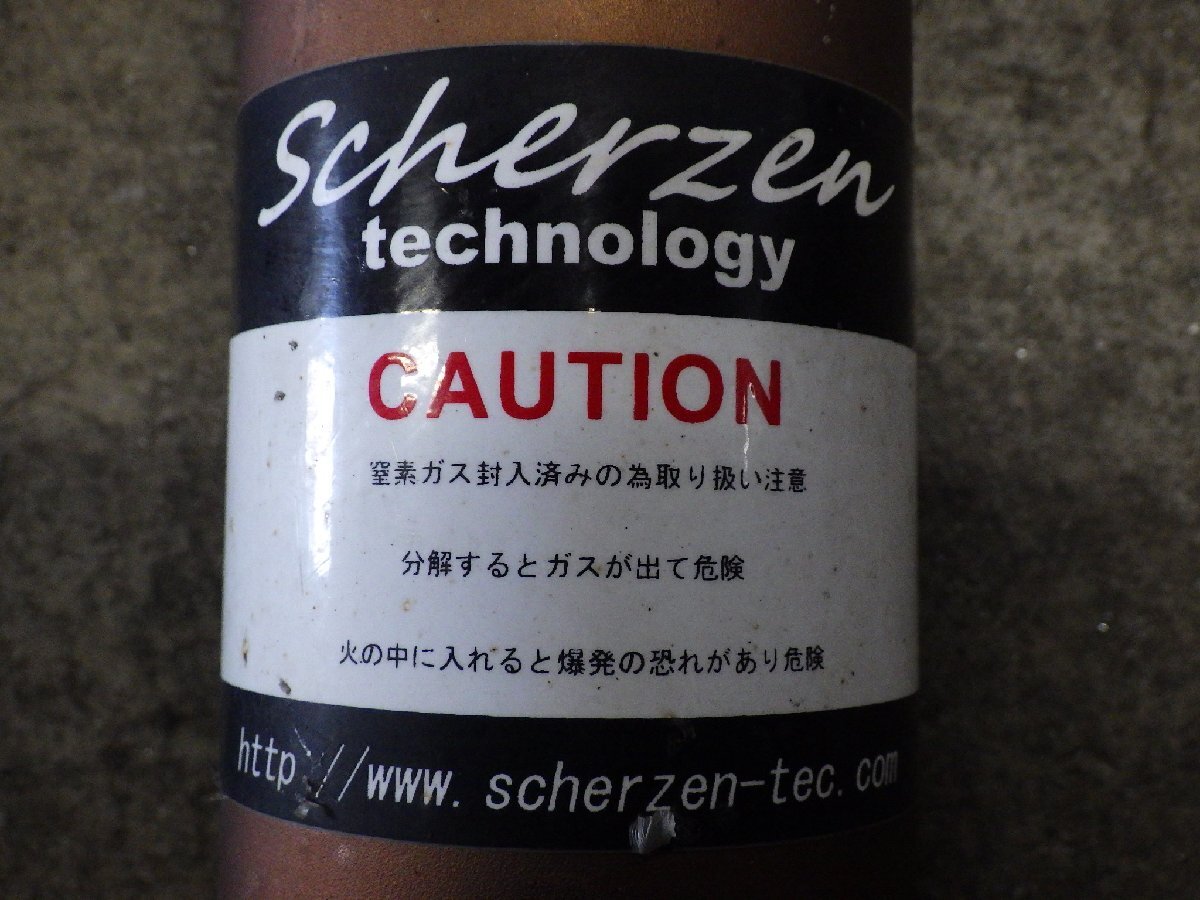 Scherzen
technology
CAUTION
窒素ガス封入済みの為取り扱い注意
分解するとガスが出て危険
火の中に入れると爆発の恐れがあり危険
http://www.scherzen-tec.com